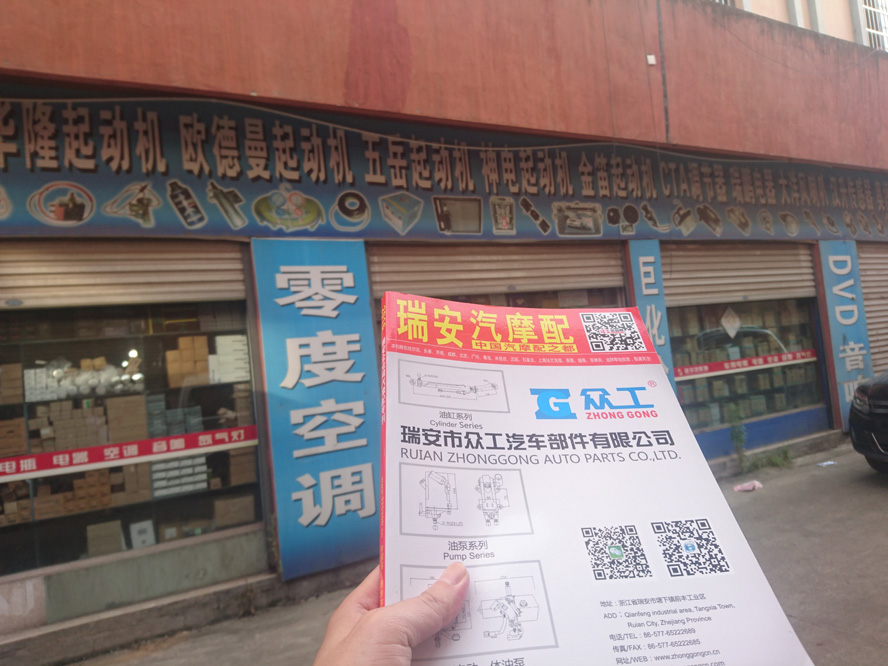 华隆起动机 欧德曼起动机 五岳起动机 神电起动机 金笛起动机 CTA调节器
零度空调
DVD音响
电瓶 电器 空调 音响 氙气灯
瑞安汽摩配
中国汽摩配之都
油缸系列
Cylinder Series
众工®
ZHONG GONG
瑞安市众工汽车部件有限公司
RUIAN ZHONGGONG AUTO PARTS CO.,LTD.
油泵系列
Pump Series
地址：浙江省瑞安市塘下镇前丰工业区
ADD：Qianfeng industrial area, Tangxia Town,
Ruian City, Zhejiang Province
电话/TEL：86-577-65222689
传真/FAX：86-577-65222685
网址/WEB：www.zhonggongcn.com